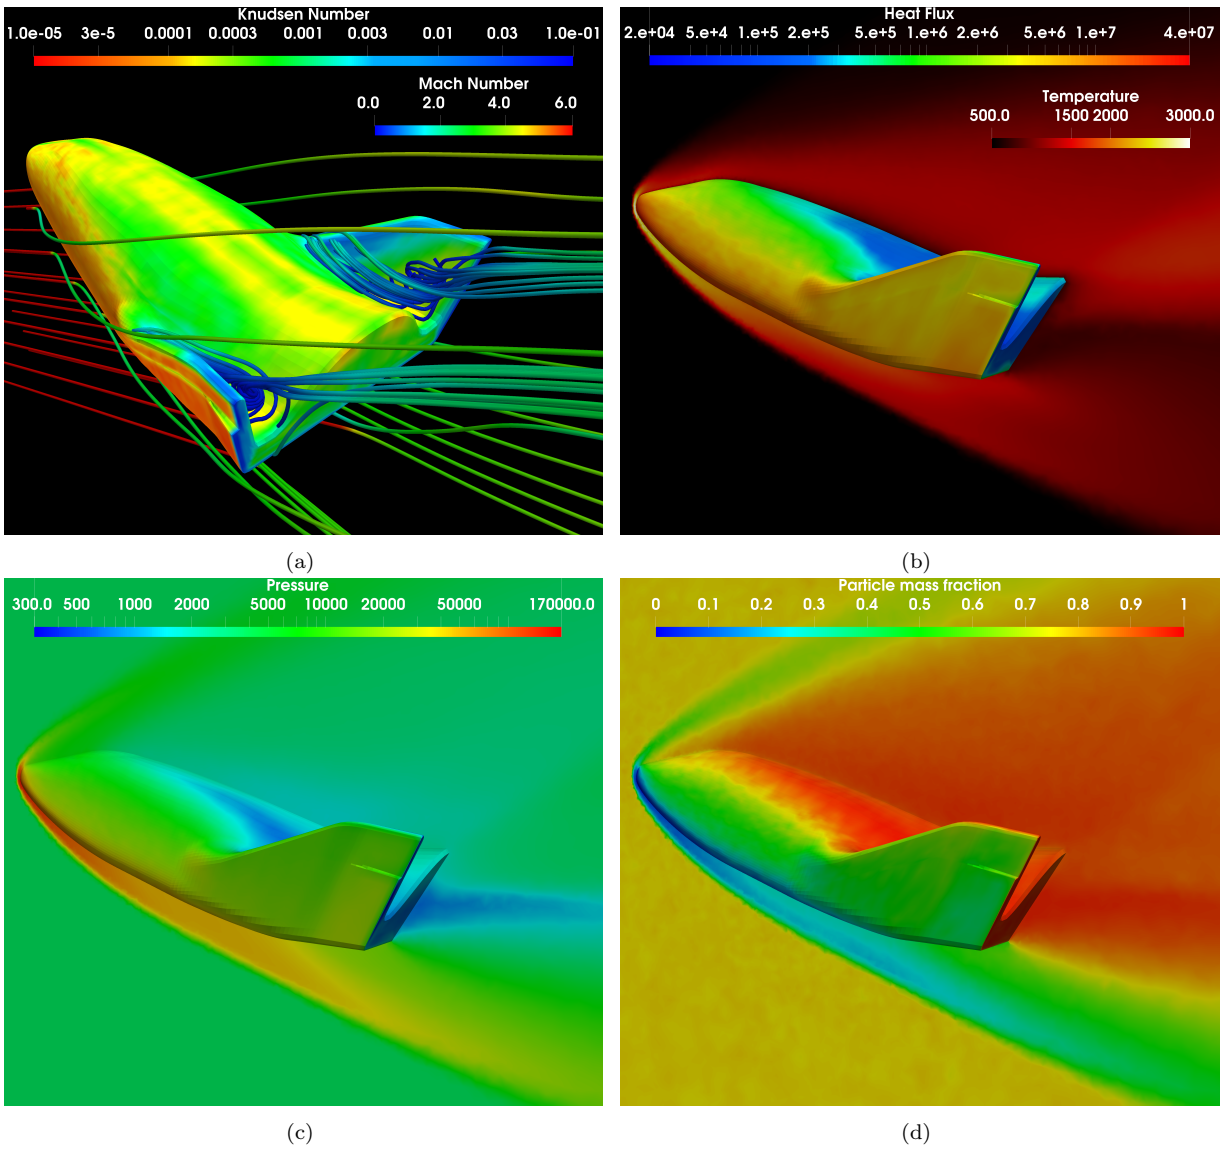 Knudsen Number
1.0e-05 3e-5 0.0001 0.0003 0.001 0.003 0.01 0.03 1.0e-01
Mach Number
0.0 2.0 4.0 6.0
(a)
Heat Flux
2.e+04 5.e+4 1.e+5 2.e+5 5.e+5 1.e+6 2.e+6 5.e+6 1.e+7 4.e+07
Temperature
500.0 1500 2000 3000.0
(b)
Pressure
300.0 500 1000 2000 5000 10000 20000 50000 170000.0
(c)
Particle mass fraction
0 0.1 0.2 0.3 0.4 0.5 0.6 0.7 0.8 0.9 1
(d)